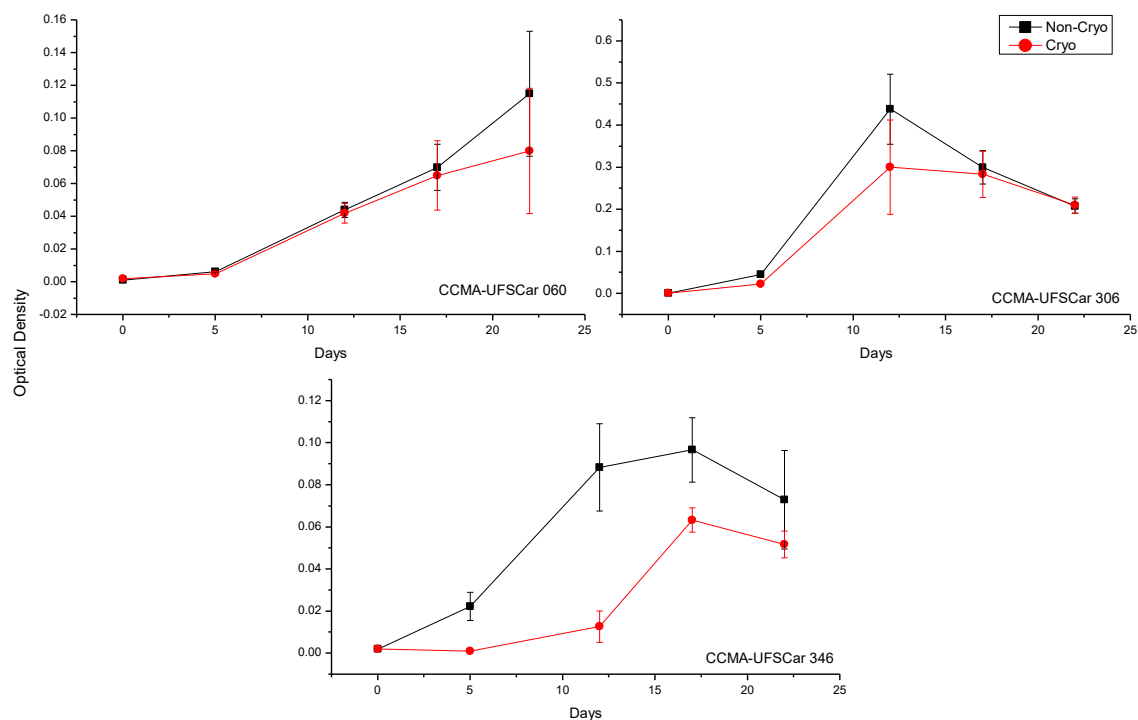 0.16
0.14
0.12
0.10
0.08
0.06
0.04
0.02
0.00
-0.02
0 5 10 15 20 25
Days
CCMA-UFSCar 060
Non-Cryo
Cryo
0.6
0.5
0.4
0.3
0.2
0.1
0.0
0 5 10 15 20 25
Days
CCMA-UFSCar 306
Optical Density
0.12
0.10
0.08
0.06
0.04
0.02
0.00
0 5 10 15 20 25
Days
CCMA-UFSCar 346